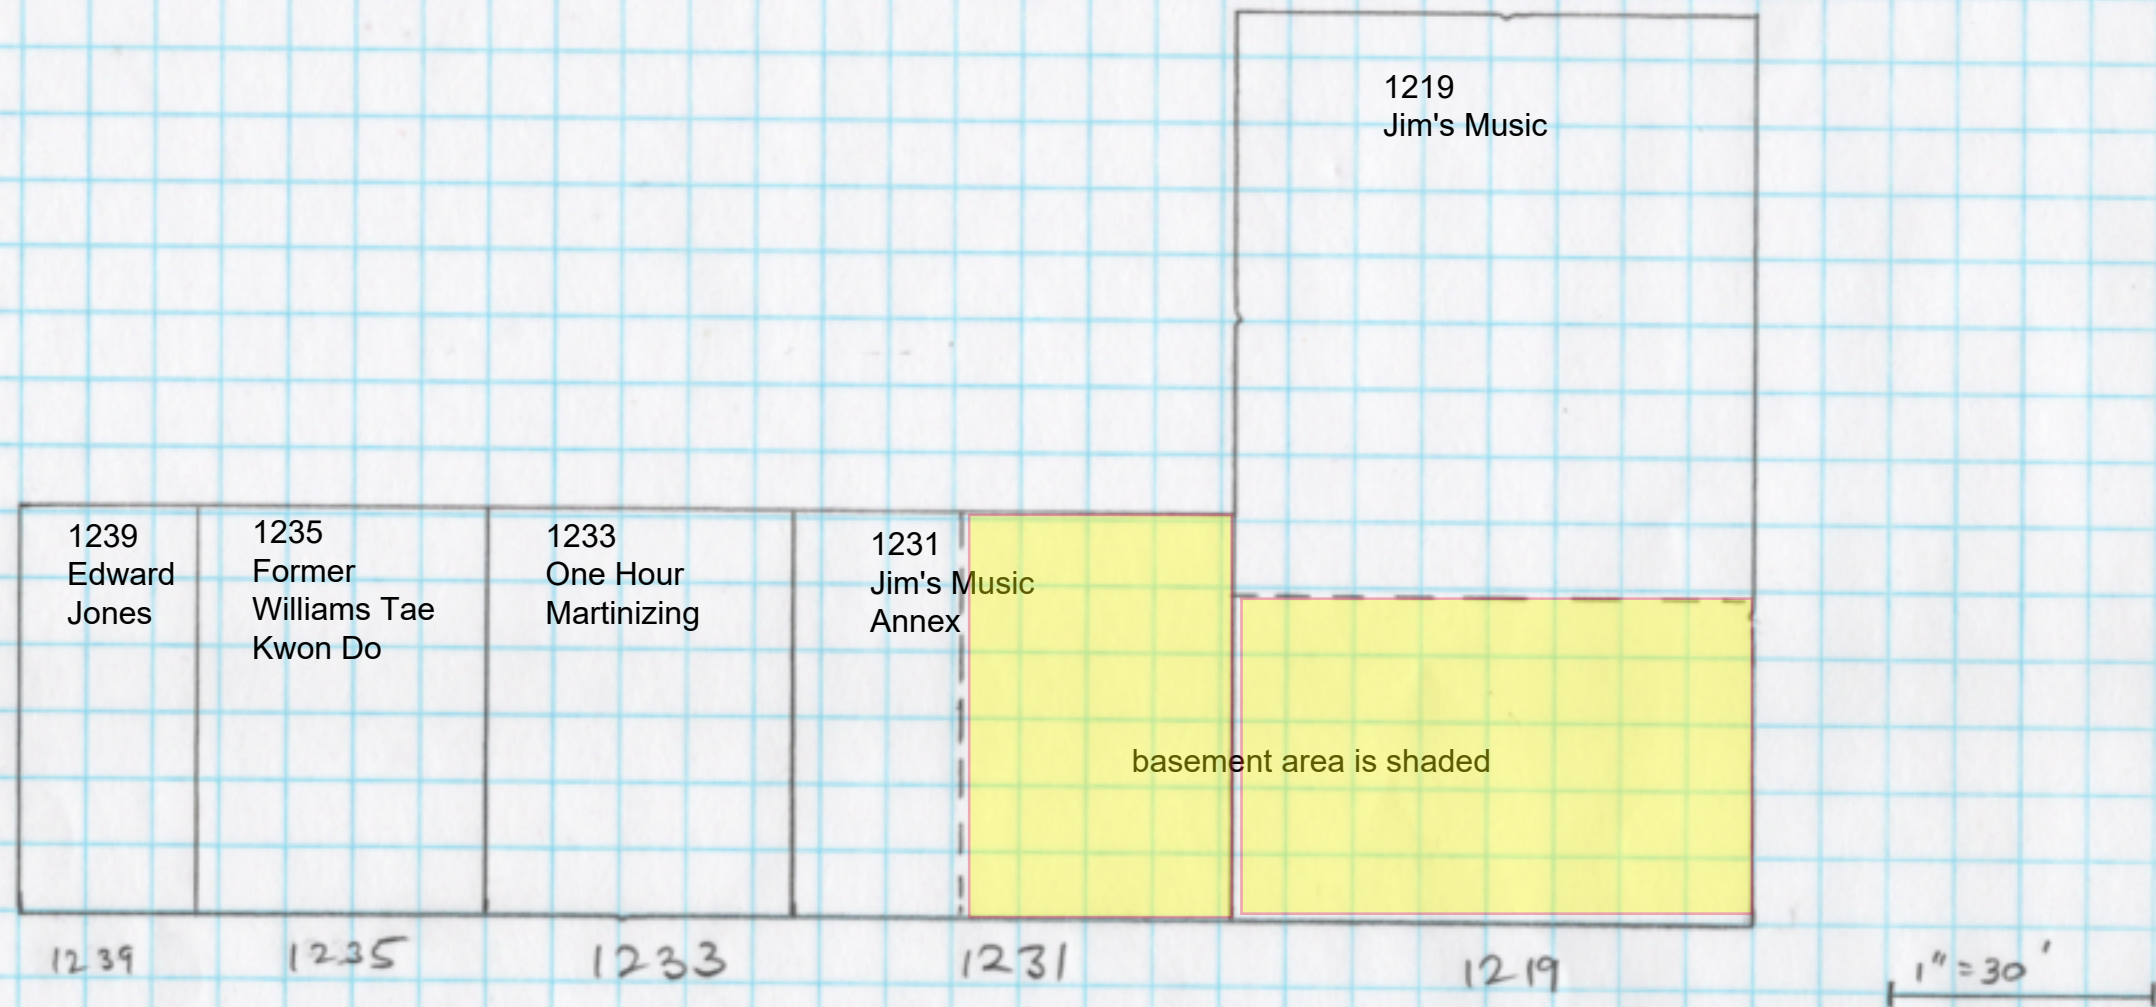 1219
Jim's Music
1239
Edward
Jones
1235
Former
Williams Tae
Kwon Do
1233
One Hour
Martinizing
1231
Jim's Music
Annex
basement area is shaded
1239
1235
1233
1231
1219
1"=30'